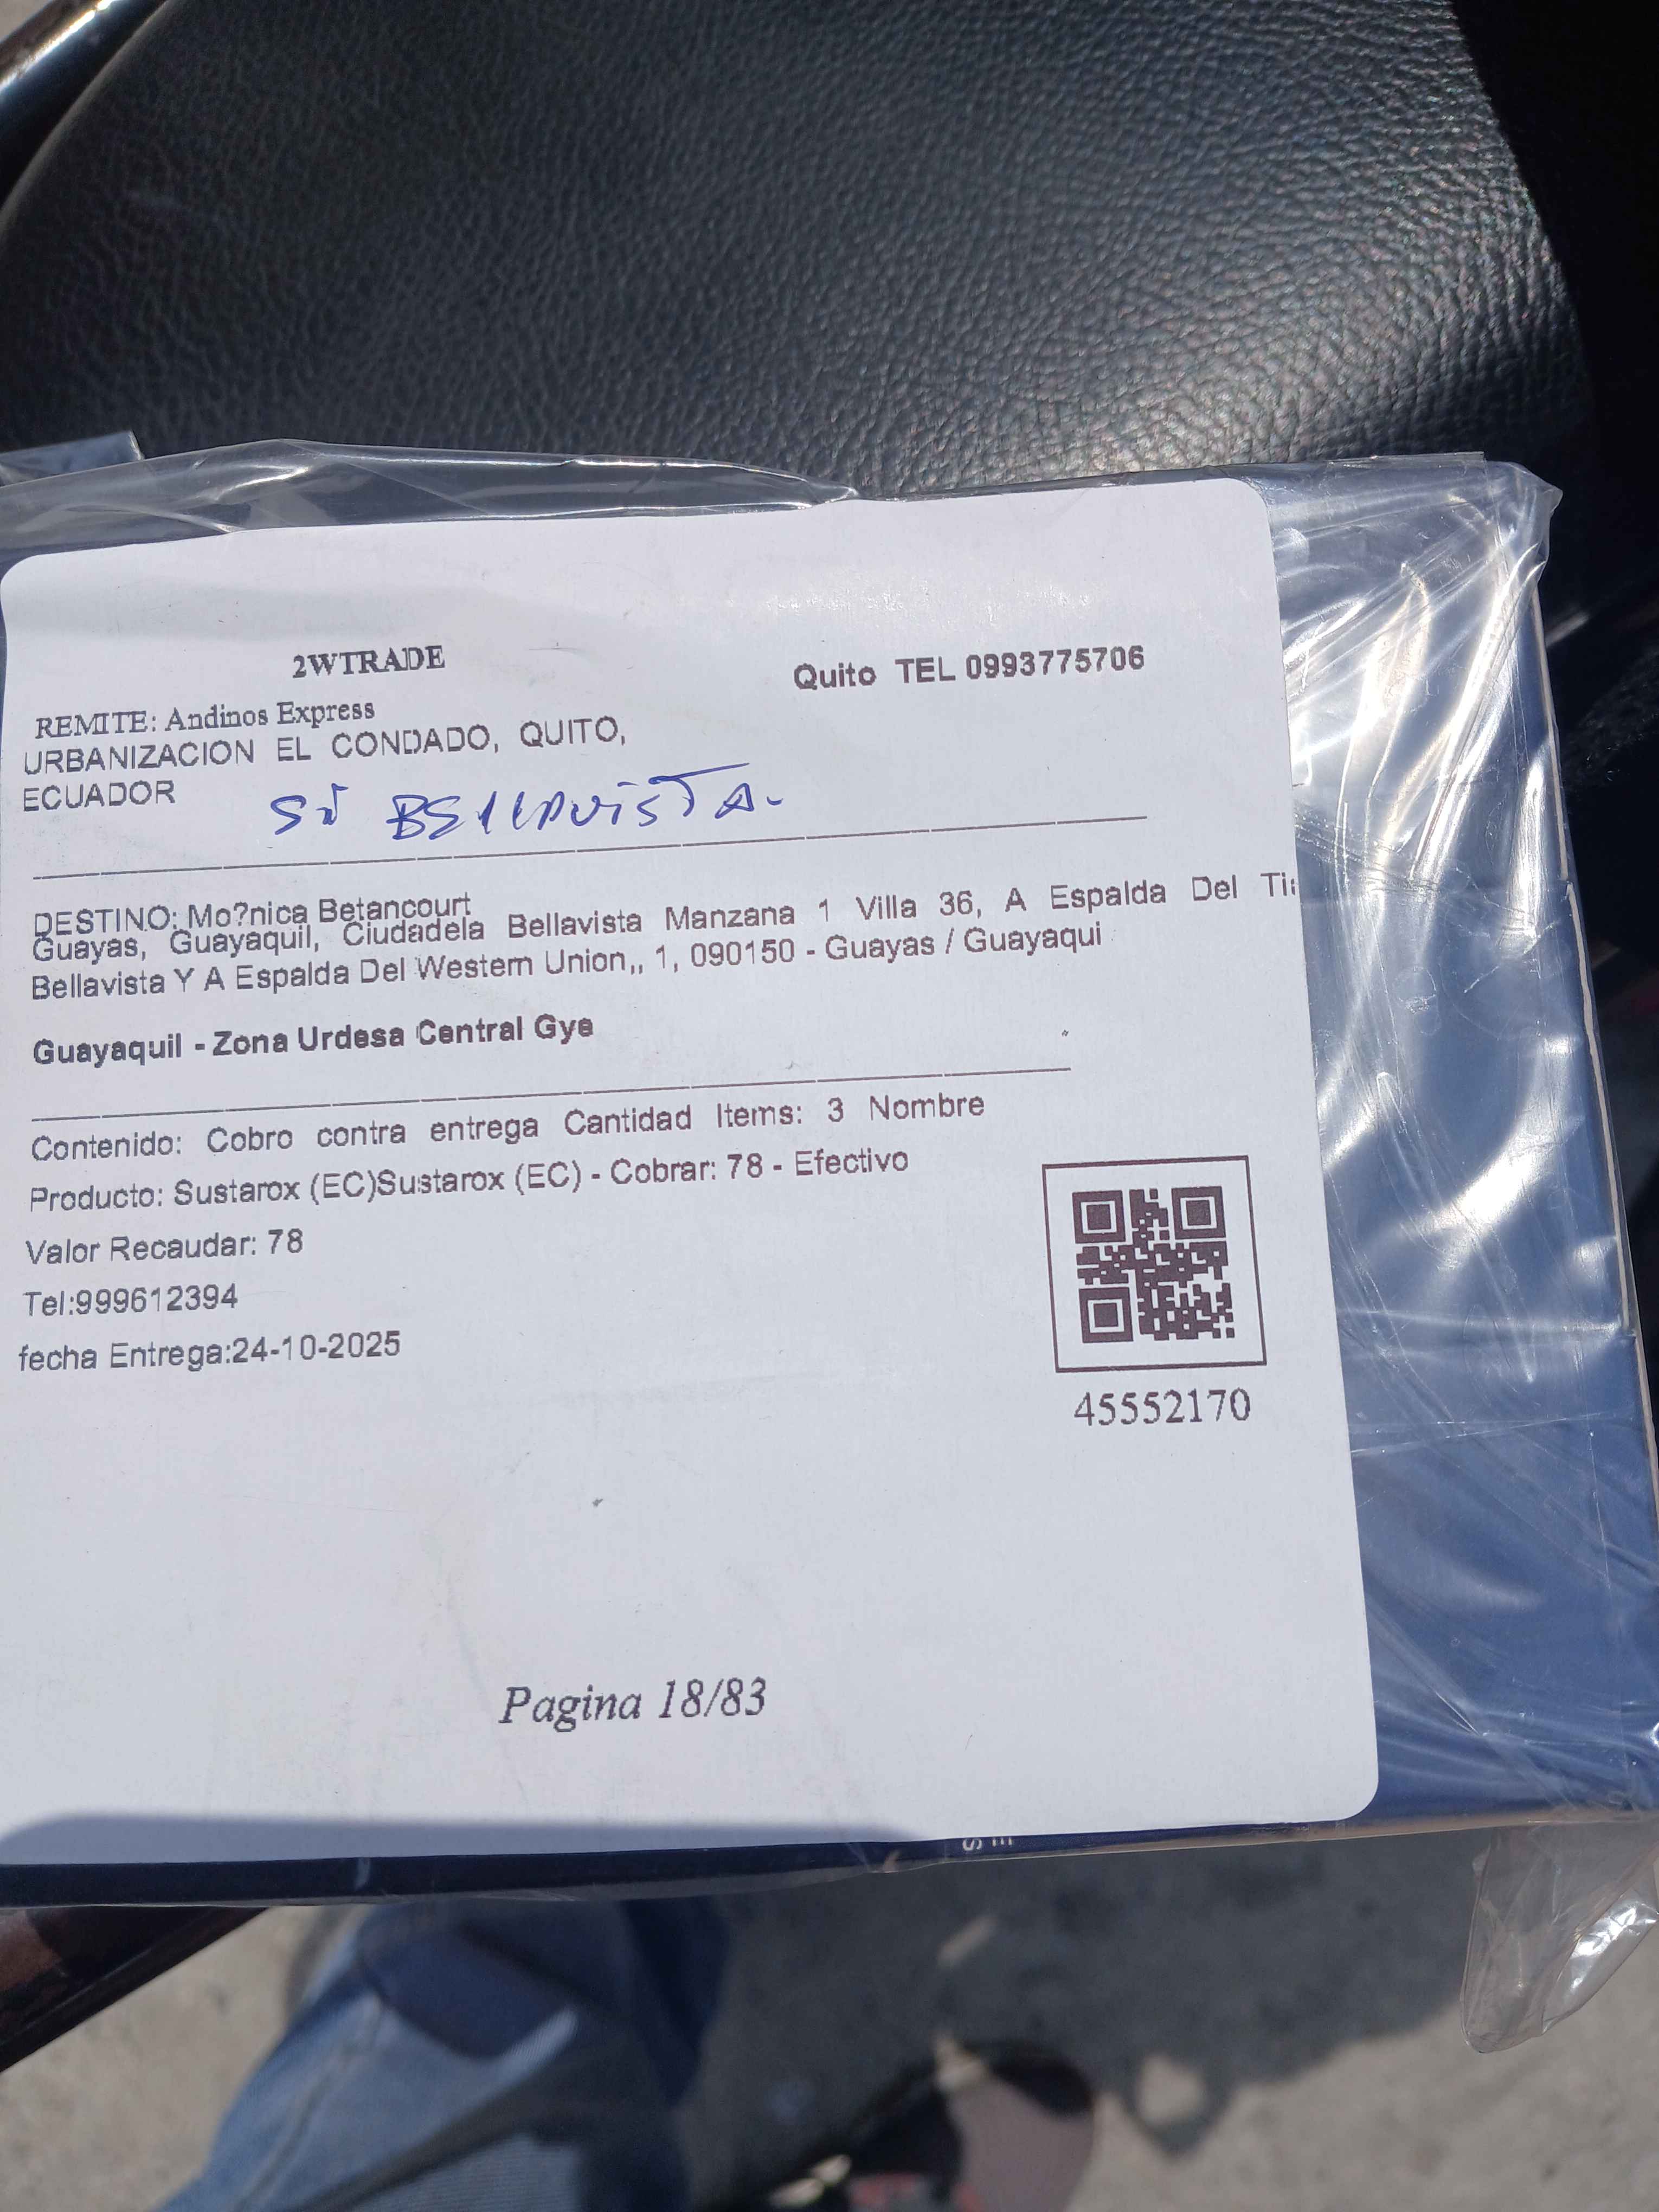 2WTRADE
Quito TEL 0993775706
REMITE: Andinos Express
URBANIZACION EL CONDADO, QUITO,
ECUADOR
BELLAVISTA.
DESTINO: Mo?nica Betancourt
Guayas, Guayaquil, Ciudadela Bellavista Manzana 1 Villa 36, A Espalda Del
Bellavista Y A Espalda Del Western Union,, 1, 090150 - Guayas / Guayaqui
Guayaquil - Zona Urdesa Central Gye
Contenido: Cobro contra entrega Cantidad Items: 3 Nombre
Producto: Sustarox (EC)Sustarox (EC) - Cobrar: 78 - Efectivo
Valor Recaudar: 78
Tel:999612394
fecha Entrega:24-10-2025
45552170
Pagina 18/83